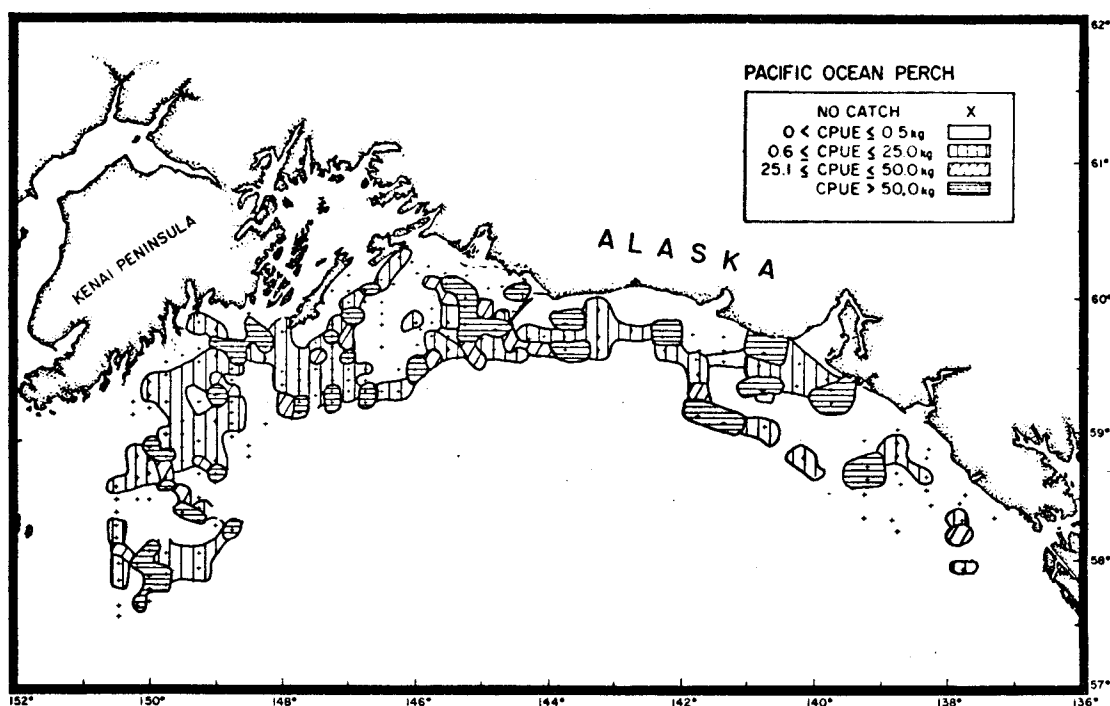 PACIFIC OCEAN PERCH
NO CATCH X
0 < CPUE ≤ 0.5 kg
0.6 ≤ CPUE ≤ 25.0 kg
25.1 ≤ CPUE ≤ 50.0 kg
CPUE > 50.0 kg
ALASKA
KENAI PENINSULA
62°
61°
60°
59°
58°
57°
152° 150° 148° 146° 144° 142° 140° 138° 136°